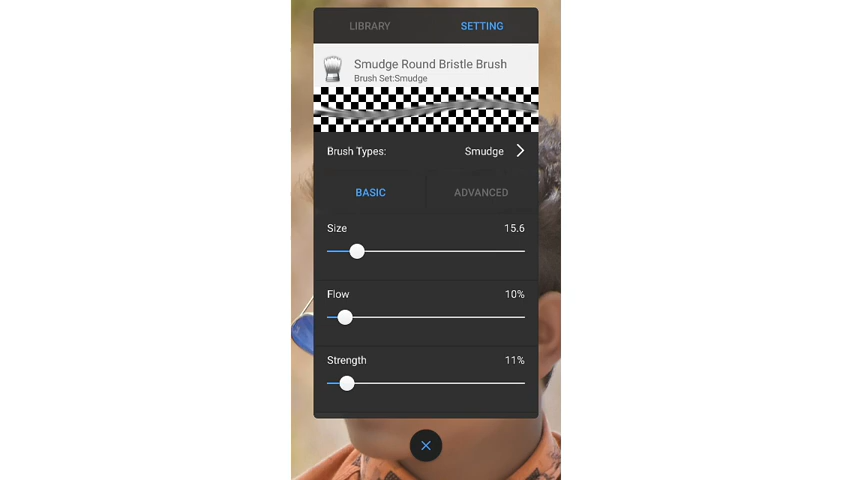 LIBRARY SETTING
Smudge Round Bristle Brush
Brush Set:Smudge
Brush Types: Smudge
BASIC ADVANCED
Size 15.6
Flow 10%
Strength 11%